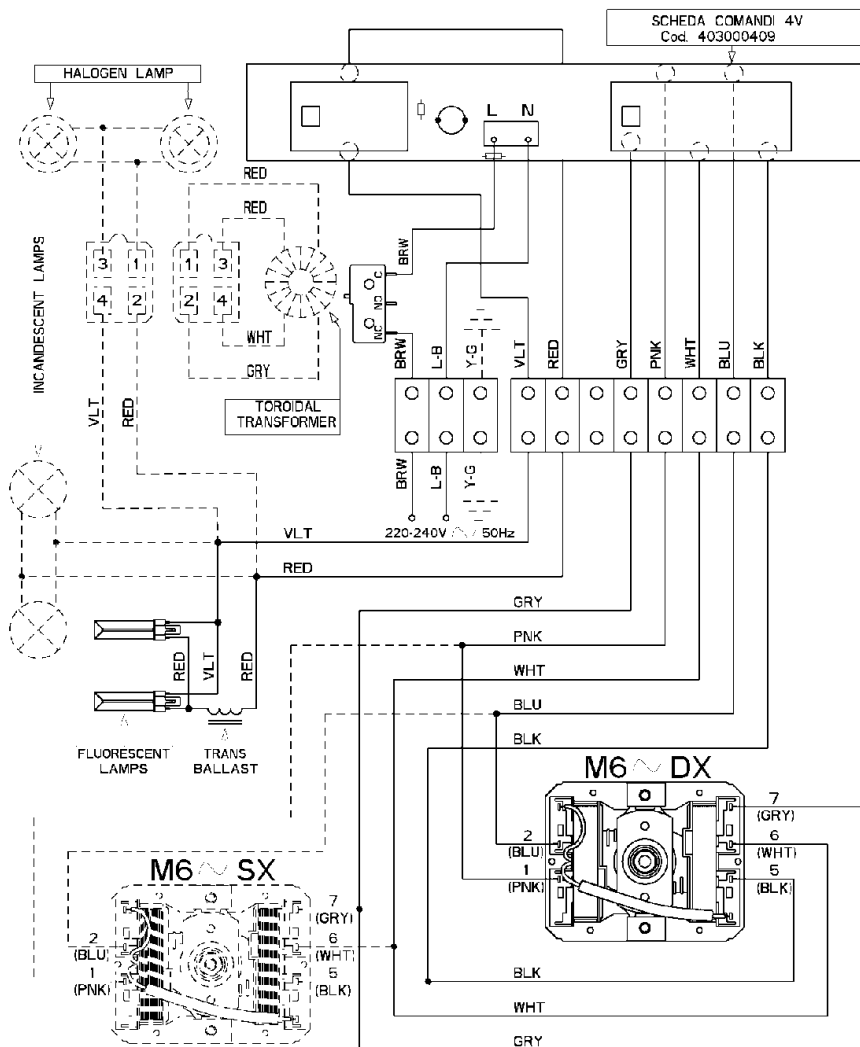 SCHEDA COMANDI 4V
Cod. 403000409
HALOGEN LAMP
L N
RED
RED
INCANDESCENT LAMPS
3 1
4 2
1 3
2 4
BRW
C
NO
NC
WHT
GRY
TOROIDAL
TRANSFORMER
BRW
L-B
Y-G
VLT
RED
GRY
PNK
WHT
BLU
BLK
L-B
VLT
RED
BRW
L-B
Y-G
220-240V 50Hz
VLT
RED
GRY
PNK
WHT
BLU
BLK
RED
VLT
RED
FLUORESCENT
LAMPS
TRANS
BALLAST
M6 DX
7
(GRY)
2
(BLU)
6
(WHT)
1
(PNK)
5
(BLK)
M6 SX
7
(GRY)
2
(BLU)
6
(WHT)
1
(PNK)
5
(BLK)
BLK
WHT
GRY